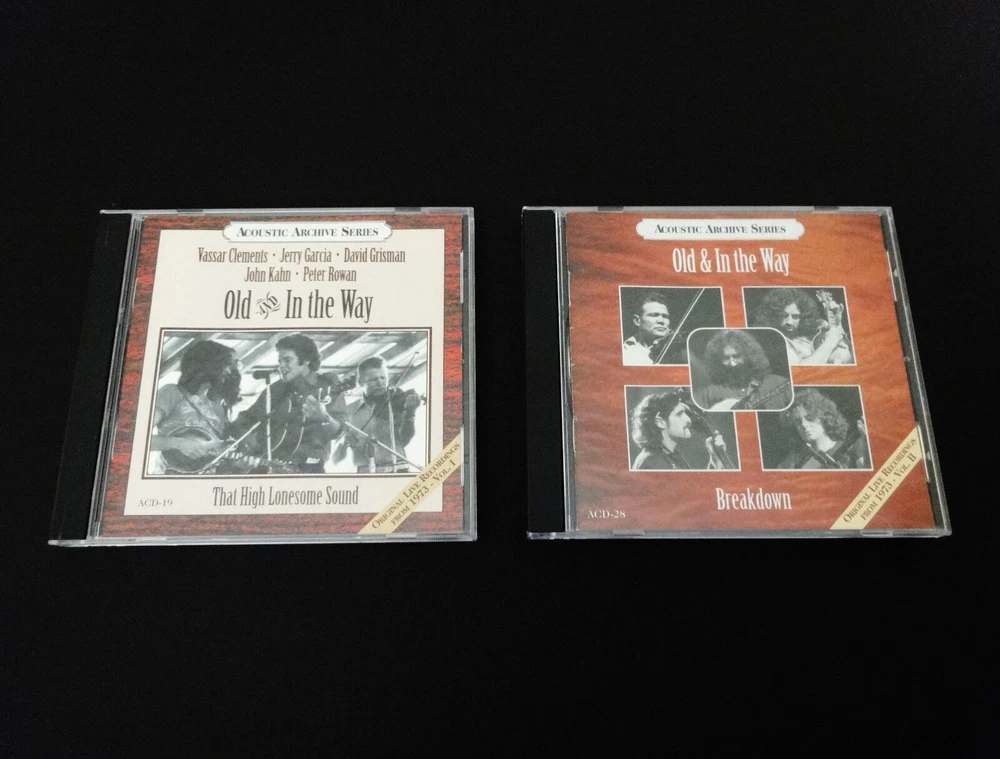 Acoustic Archive Series
Vassar Clements · Jerry Garcia · David Grisman
John Kahn · Peter Rowan
Old AND In the Way
ACD-19
That High Lonesome Sound
Original Live Recordings
from 1973 - Vol. I
Acoustic Archive Series
Old & In the Way
ACD-28
Breakdown
Original Live Recordings
from 1973 - Vol. II